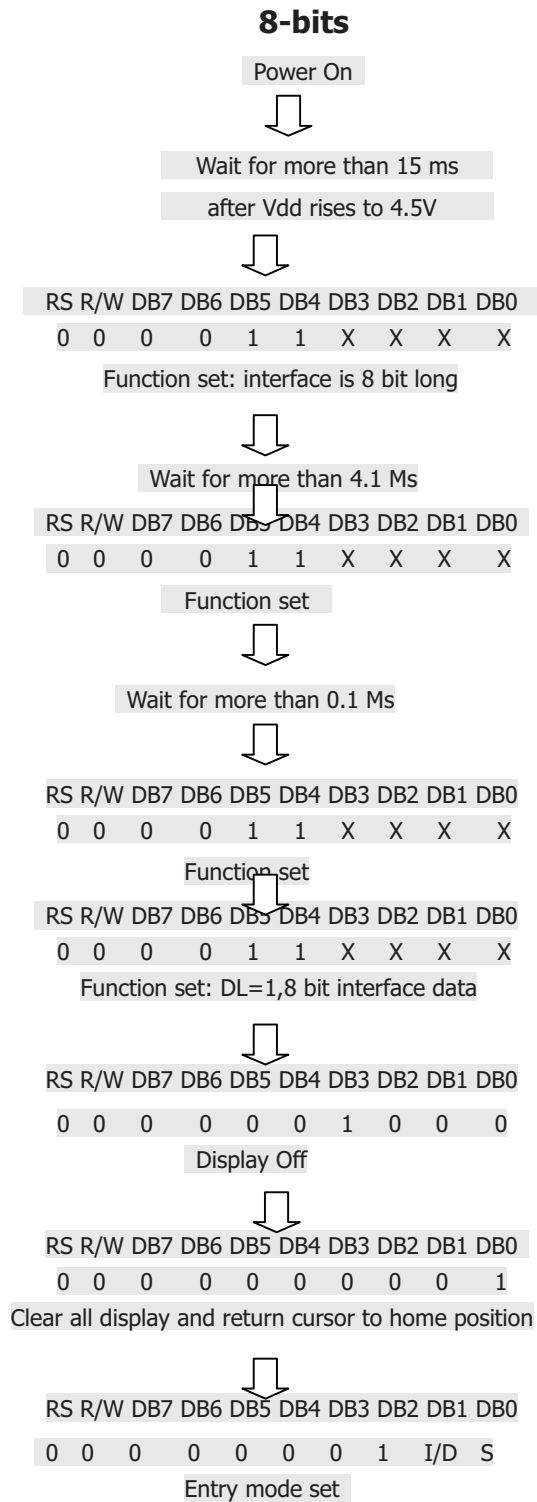 8-bits
Power On
Wait for more than 15 ms
after Vdd rises to 4.5V
RS R/W DB7 DB6 DB5 DB4 DB3 DB2 DB1 DB0
0 0 0 0 1 1 X X X X
Function set: interface is 8 bit long
Wait for more than 4.1 Ms
RS R/W DB7 DB6 DB5 DB4 DB3 DB2 DB1 DB0
0 0 0 0 1 1 X X X X
Function set
Wait for more than 0.1 Ms
RS R/W DB7 DB6 DB5 DB4 DB3 DB2 DB1 DB0
0 0 0 0 1 1 X X X X
Function set
RS R/W DB7 DB6 DB5 DB4 DB3 DB2 DB1 DB0
0 0 0 0 1 1 X X X X
Function set: DL=1,8 bit interface data
RS R/W DB7 DB6 DB5 DB4 DB3 DB2 DB1 DB0
0 0 0 0 0 0 1 0 0 0
Display Off
RS R/W DB7 DB6 DB5 DB4 DB3 DB2 DB1 DB0
0 0 0 0 0 0 0 0 0 1
Clear all display and return cursor to home position
RS R/W DB7 DB6 DB5 DB4 DB3 DB2 DB1 DB0
0 0 0 0 0 0 0 1 I/D S
Entry mode set